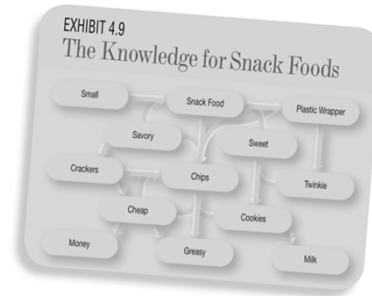 EXHIBIT 4.9
The Knowledge for Snack Foods
Small
Snack Food
Plastic Wrapper
Savory
Sweet
Crackers
Chips
Twinkie
Cheap
Cookies
Money
Greasy
Milk